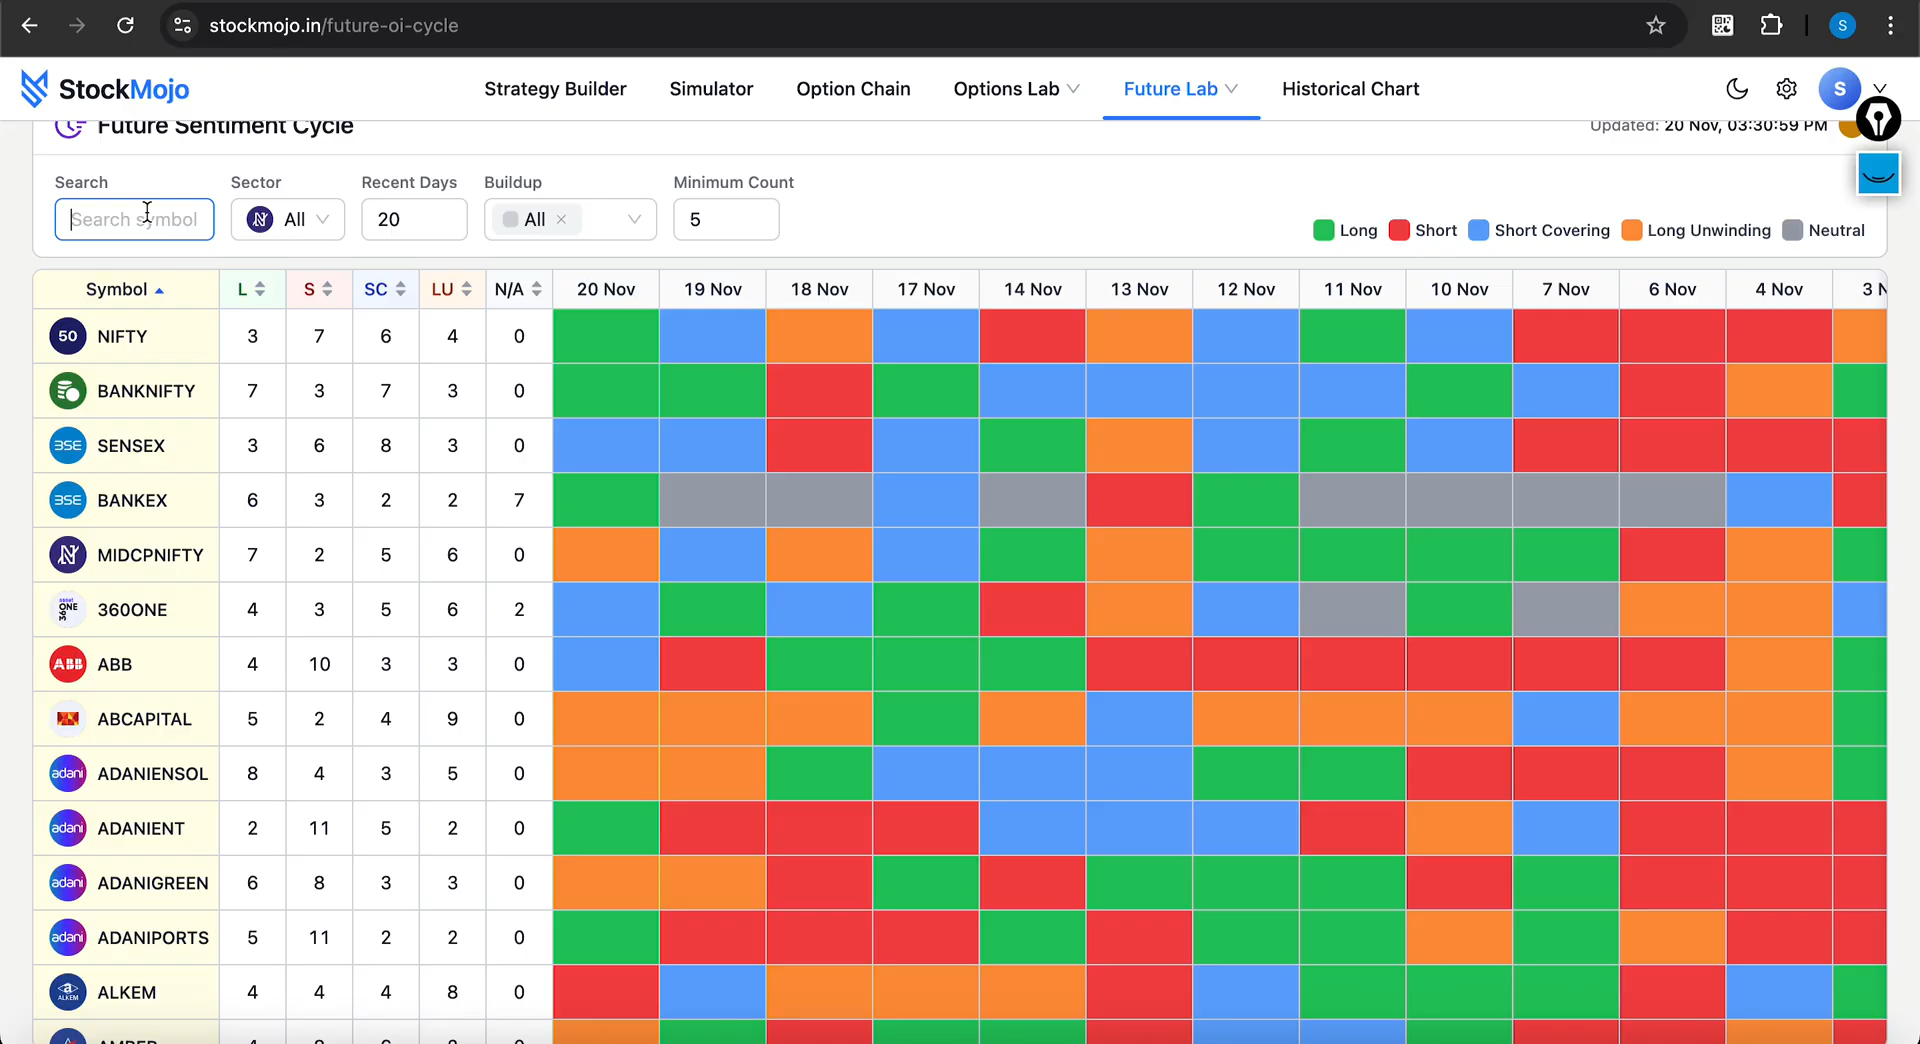 stockmojo.in/future-oi-cycle
S
StockMojo
Strategy Builder
Simulator
Option Chain
Options Lab
Future Lab
Historical Chart
S
Future Sentiment Cycle
Updated: 20 Nov, 03:30:59 PM
Search
Sector
Recent Days
Buildup
Minimum Count
Search symbol
All
20
All
5
Long
Short
Short Covering
Long Unwinding
Neutral
Symbol L S SC LU N/A 20 Nov 19 Nov 18 Nov 17 Nov 14 Nov 13 Nov 12 Nov 11 Nov 10 Nov 7 Nov 6 Nov 4 Nov 3 N
50 NIFTY 3 7 6 4 0
BANKNIFTY 7 3 7 3 0
BSE SENSEX 3 6 8 3 0
BSE BANKEX 6 3 2 2 7
MIDCPNIFTY 7 2 5 6 0
360 ONE 360ONE 4 3 5 6 2
ABB ABB 4 10 3 3 0
ABCAPITAL 5 2 4 9 0
adani ADANIENSOL 8 4 3 5 0
adani ADANIENT 2 11 5 2 0
adani ADANIGREEN 6 8 3 3 0
adani ADANIPORTS 5 11 2 2 0
ALKEM ALKEM 4 4 4 8 0